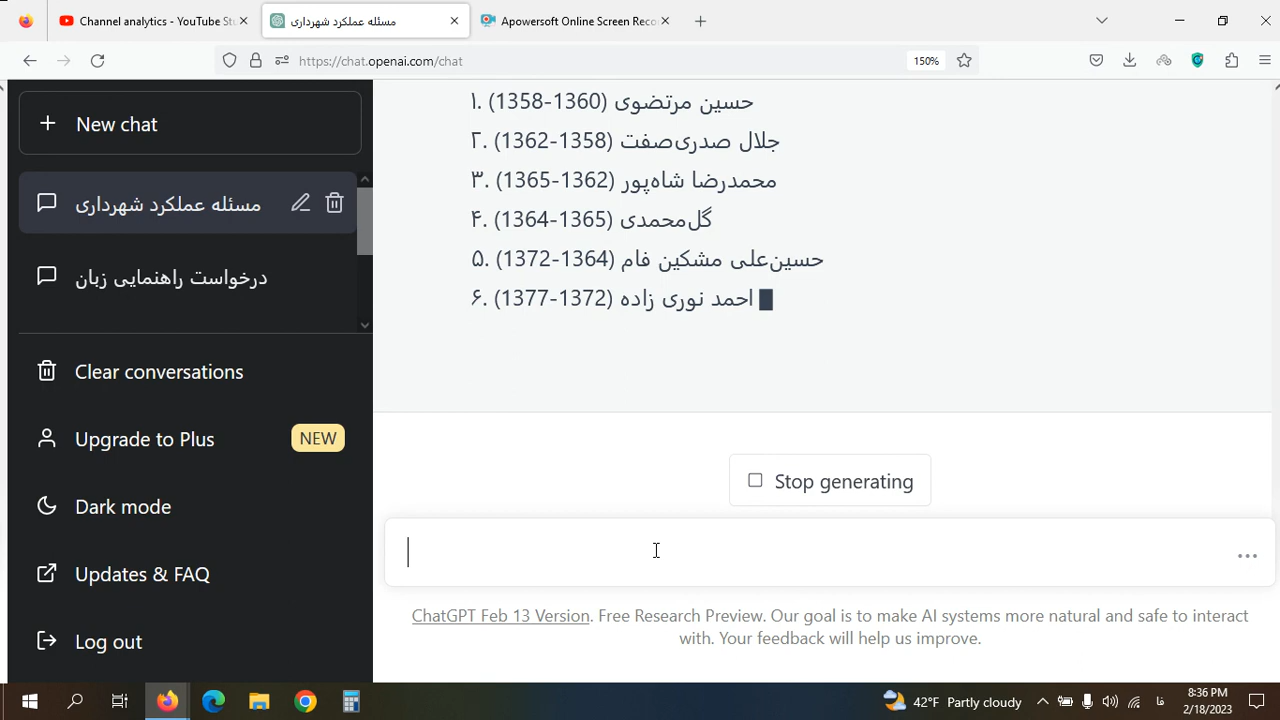 Channel analytics - YouTube Stu
مسئله عملکرد شهرداری
Apowersoft Online Screen Reco
https://chat.openai.com/chat
150%
New chat
مسئله عملکرد شهرداری
درخواست راهنمایی زبان
Clear conversations
Upgrade to Plus
NEW
Dark mode
Updates & FAQ
Log out
۱. حسین مرتضوی (1358-1360)
۲. جلال صدری‌صفت (1358-1362)
۳. محمدرضا شاه‌پور (1362-1365)
۴. گل‌محمدی (1365-1364)
۵. حسین‌علی مشکین فام (1364-1372)
۶. احمد نوری زاده (1372-1377)
Stop generating
ChatGPT Feb 13 Version. Free Research Preview. Our goal is to make AI systems more natural and safe to interact
with. Your feedback will help us improve.
42°F Partly cloudy
فا
8:36 PM
2/18/2023